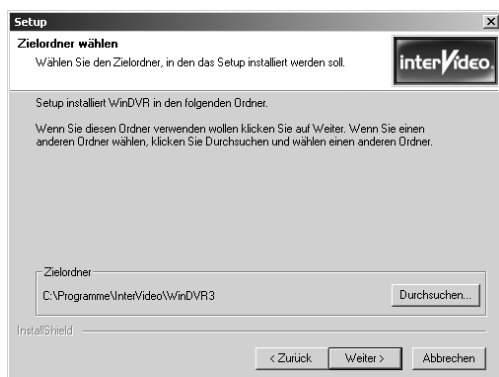 Setup
Zielordner wählen
Wählen Sie den Zielordner, in den das Setup installiert werden soll.
interVideo.
Setup installiert WinDVR in den folgenden Ordner.
Wenn Sie diesen Ordner verwenden wollen klicken Sie auf Weiter. Wenn Sie einen
anderen Ordner wählen, klicken Sie Durchsuchen und wählen einen anderen Ordner.
Zielordner
C:\Programme\InterVideo\WinDVR3
Durchsuchen...
InstallShield
< Zurück
Weiter >
Abbrechen